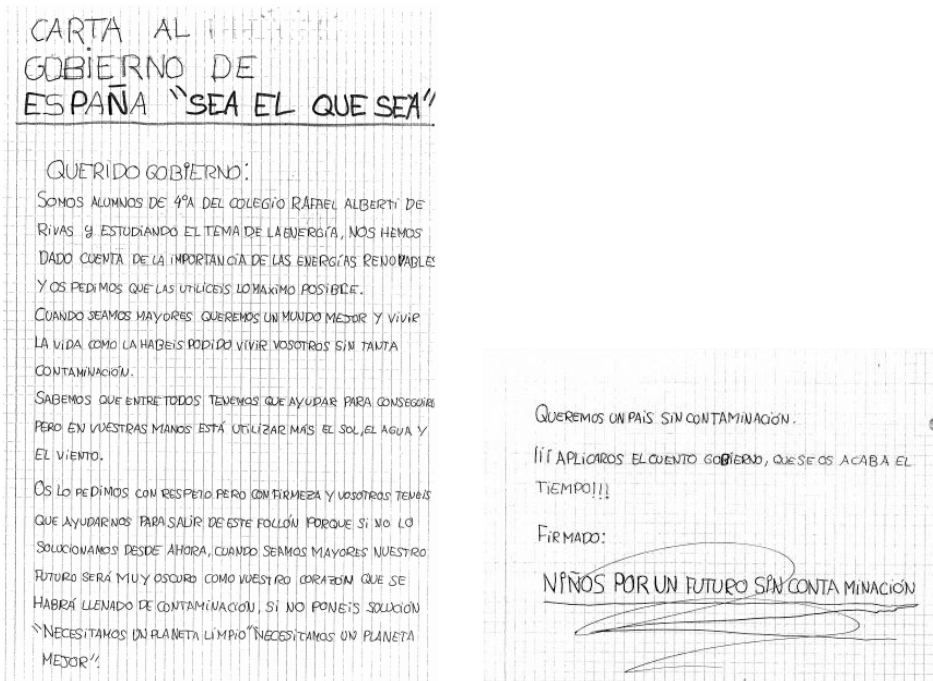 CARTA AL
GOBIERNO DE
ESPAÑA "SEA EL QUE SEA"
QUERIDO GOBIERNO:
SOMOS ALUMNOS DE 4ºA DEL COLEGIO RAFAEL ALBERTI DE
RIVAS Y ESTUDIANDO EL TEMA DE LA ENERGÍA, NOS HEMOS
DADO CUENTA DE LA IMPORTANCIA DE LAS ENERGÍAS RENOVABLES
Y OS PEDIMOS QUE LAS UTILICEIS LO MAXIMO POSIBLE.
CUANDO SEAMOS MAYORES QUEREMOS UN MUNDO MEJOR Y VIVIR
LA VIDA COMO LA HABEIS PODIDO VIVIR VOSOTROS SIN TANTA
CONTAMINACIÓN.
SABEMOS QUE ENTRE TODOS TENEMOS QUE AYUDAR PARA CONSEGUIRLO
PERO EN VUESTRAS MANOS ESTÁ UTILIZAR MÁS EL SOL, EL AGUA Y
EL VIENTO.
OS LO PEDIMOS CON RESPETO PERO CON FIRMEZA Y VOSOTROS TENEIS
QUE AYUDARNOS PARA SALIR DE ESTE FOLLÓN PORQUE SI NO LO
SOLUCIONAMOS DESDE AHORA, CUANDO SEAMOS MAYORES NUESTRO
FUTURO SERÁ MUY OSCURO COMO VUESTRO CORAZÓN QUE SE
HABRÁ LLENADO DE CONTAMINACIÓN, SI NO PONEIS SOLUCIÓN
"NECESITAMOS UN PLANETA LIMPIO" "NECESITAMOS UN PLANETA
MEJOR".
QUEREMOS UN PAIS SIN CONTAMINACIÓN.
¡¡¡APLICAROS EL CUENTO GOBIERNO, QUE SE OS ACABA EL
TIEMPO!!!
FIRMADO:
NIÑOS POR UN FUTURO SIN CONTAMINACIÓN